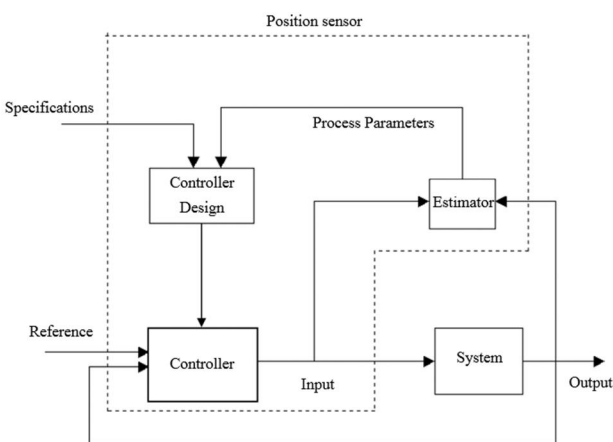 Position sensor
Specifications
Process Parameters
Controller
Design
Estimator
Reference
Controller
Input
System
Output